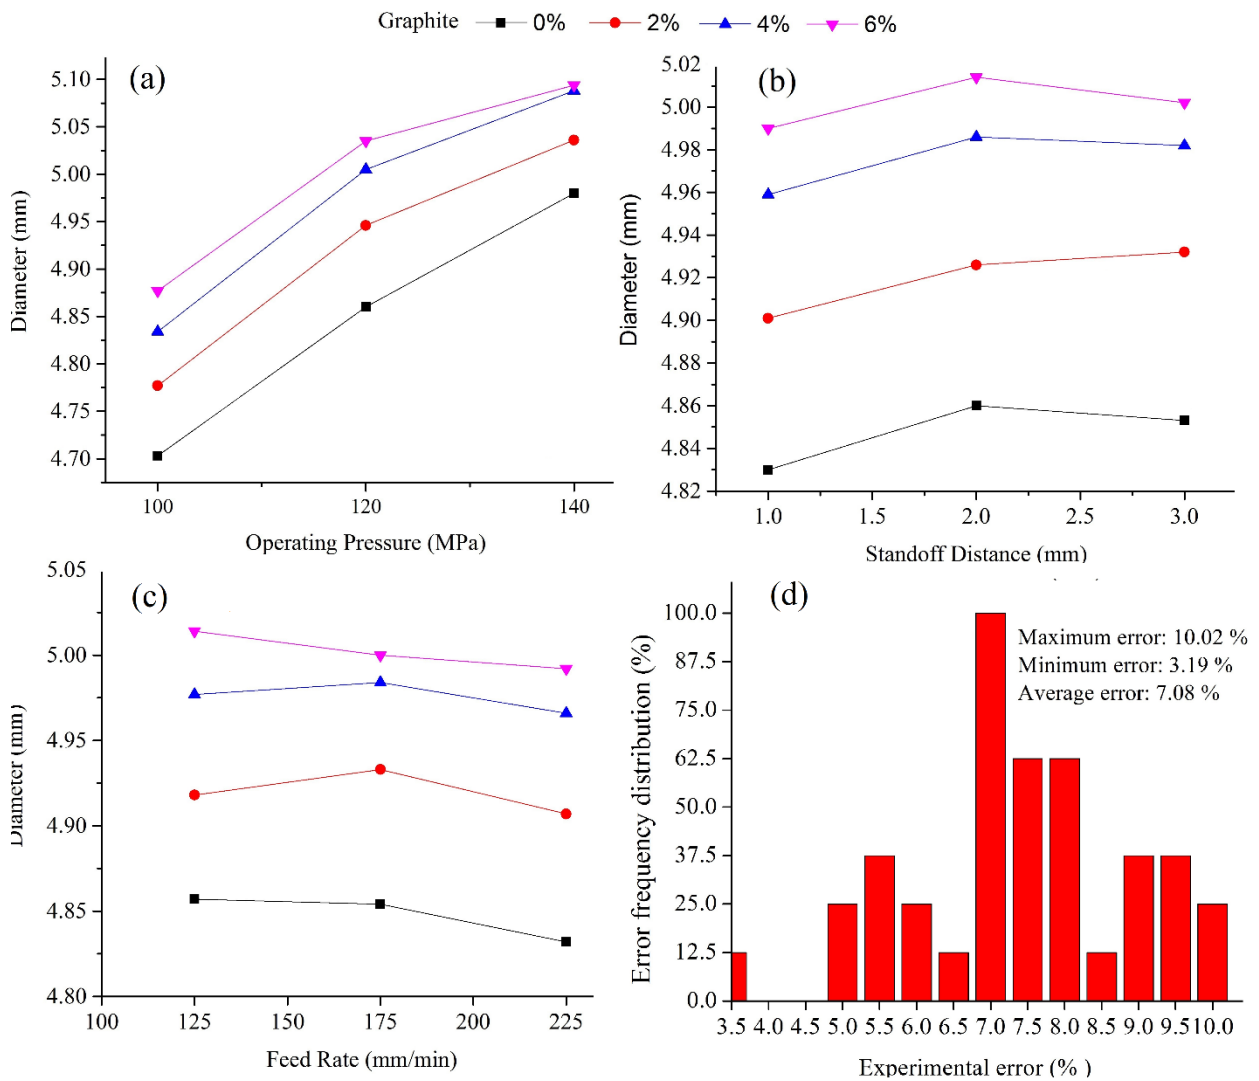 Graphite 0% 2% 4% 6%
(a)
5.10
5.05
5.00
4.95
4.90
4.85
4.80
4.75
4.70
Diameter (mm)
100 120 140
Operating Pressure (MPa)
(b)
5.02
5.00
4.98
4.96
4.94
4.92
4.90
4.88
4.86
4.84
4.82
Diameter (mm)
1.0 1.5 2.0 2.5 3.0
Standoff Distance (mm)
(c)
5.05
5.00
4.95
4.90
4.85
4.80
Diameter (mm)
100 125 150 175 200 225
Feed Rate (mm/min)
(d)
Maximum error: 10.02 %
Minimum error: 3.19 %
Average error: 7.08 %
100.0
87.5
75.0
62.5
50.0
37.5
25.0
12.5
0.0
Error frequency distribution (%)
3.5 4.0 4.5 5.0 5.5 6.0 6.5 7.0 7.5 8.0 8.5 9.0 9.5 10.0
Experimental error (% )